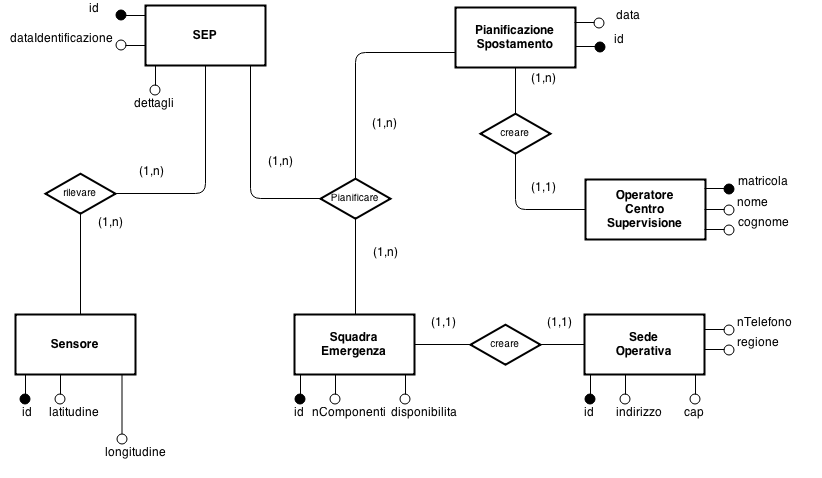 id
dataIdentificazione
SEP
dettagli
Pianificazione
Spostamento
data
id
(1,n)
creare
(1,n)
(1,n)
(1,n)
rilevare
(1,n)
Pianificare
(1,1)
Operatore
Centro
Supervisione
matricola
nome
cognome
(1,n)
Sensore
id
latitudine
longitudine
Squadra
Emergenza
id
nComponenti
disponibilita
(1,1)
creare
(1,1)
Sede
Operativa
nTelefono
regione
id
indirizzo
cap